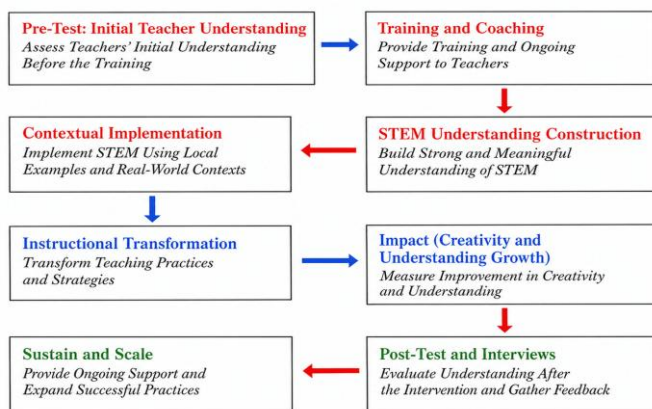 Pre-Test: Initial Teacher Understanding
Assess Teachers' Initial Understanding
Before the Training
Training and Coaching
Provide Training and Ongoing
Support to Teachers
STEM Understanding Construction
Build Strong and Meaningful
Understanding of STEM
Contextual Implementation
Implement STEM Using Local
Examples and Real-World Contexts
Instructional Transformation
Transform Teaching Practices
and Strategies
Impact (Creativity and
Understanding Growth)
Measure Improvement in Creativity
and Understanding
Post-Test and Interviews
Evaluate Understanding After
the Intervention and Gather Feedback
Sustain and Scale
Provide Ongoing Support and
Expand Successful Practices